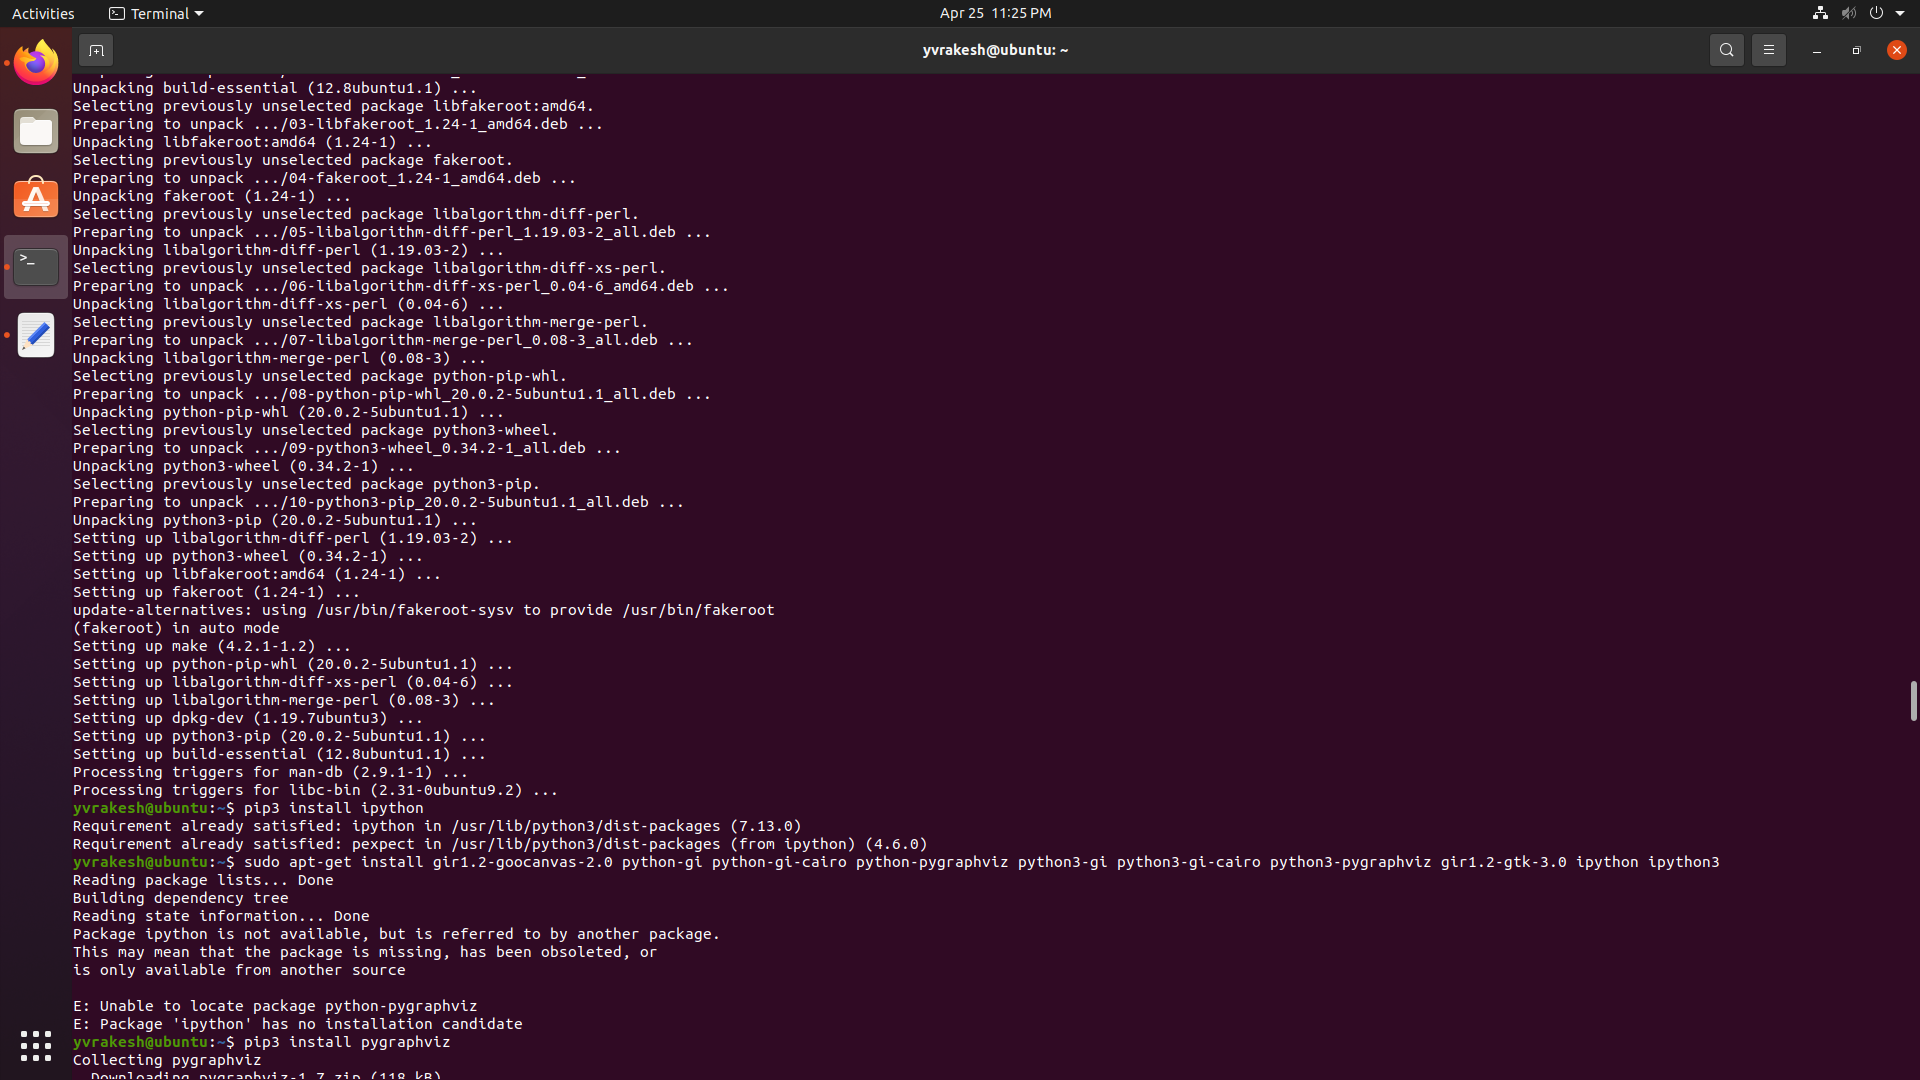 Activities
Terminal
Apr 25 11:25 PM
yvrakesh@ubuntu: ~
Unpacking build-essential (12.8ubuntu1.1) ...
Selecting previously unselected package libfakeroot:amd64.
Preparing to unpack .../03-libfakeroot_1.24-1_amd64.deb ...
Unpacking libfakeroot:amd64 (1.24-1) ...
Selecting previously unselected package fakeroot.
Preparing to unpack .../04-fakeroot_1.24-1_amd64.deb ...
Unpacking fakeroot (1.24-1) ...
Selecting previously unselected package libalgorithm-diff-perl.
Preparing to unpack .../05-libalgorithm-diff-perl_1.19.03-2_all.deb ...
Unpacking libalgorithm-diff-perl (1.19.03-2) ...
Selecting previously unselected package libalgorithm-diff-xs-perl.
Preparing to unpack .../06-libalgorithm-diff-xs-perl_0.04-6_amd64.deb ...
Unpacking libalgorithm-diff-xs-perl (0.04-6) ...
Selecting previously unselected package libalgorithm-merge-perl.
Preparing to unpack .../07-libalgorithm-merge-perl_0.08-3_all.deb ...
Unpacking libalgorithm-merge-perl (0.08-3) ...
Selecting previously unselected package python-pip-whl.
Preparing to unpack .../08-python-pip-whl_20.0.2-5ubuntu1.1_all.deb ...
Unpacking python-pip-whl (20.0.2-5ubuntu1.1) ...
Selecting previously unselected package python3-wheel.
Preparing to unpack .../09-python3-wheel_0.34.2-1_all.deb ...
Unpacking python3-wheel (0.34.2-1) ...
Selecting previously unselected package python3-pip.
Preparing to unpack .../10-python3-pip_20.0.2-5ubuntu1.1_all.deb ...
Unpacking python3-pip (20.0.2-5ubuntu1.1) ...
Setting up libalgorithm-diff-perl (1.19.03-2) ...
Setting up python3-wheel (0.34.2-1) ...
Setting up libfakeroot:amd64 (1.24-1) ...
Setting up fakeroot (1.24-1) ...
update-alternatives: using /usr/bin/fakeroot-sysv to provide /usr/bin/fakeroot
(fakeroot) in auto mode
Setting up make (4.2.1-1.2) ...
Setting up python-pip-whl (20.0.2-5ubuntu1.1) ...
Setting up libalgorithm-diff-xs-perl (0.04-6) ...
Setting up libalgorithm-merge-perl (0.08-3) ...
Setting up dpkg-dev (1.19.7ubuntu3) ...
Setting up python3-pip (20.0.2-5ubuntu1.1) ...
Setting up build-essential (12.8ubuntu1.1) ...
Processing triggers for man-db (2.9.1-1) ...
Processing triggers for libc-bin (2.31-0ubuntu9.2) ...
yvrakesh@ubuntu:~$ pip3 install ipython
Requirement already satisfied: ipython in /usr/lib/python3/dist-packages (7.13.0)
Requirement already satisfied: pexpect in /usr/lib/python3/dist-packages (from ipython) (4.6.0)
yvrakesh@ubuntu:~$ sudo apt-get install gir1.2-goocanvas-2.0 python-gi python-gi-cairo python-pygraphviz python3-gi python3-gi-cairo python3-pygraphviz gir1.2-gtk-3.0 ipython ipython3
Reading package lists... Done
Building dependency tree
Reading state information... Done
Package ipython is not available, but is referred to by another package.
This may mean that the package is missing, has been obsoleted, or
is only available from another source
E: Unable to locate package python-pygraphviz
E: Package 'ipython' has no installation candidate
yvrakesh@ubuntu:~$ pip3 install pygraphviz
Collecting pygraphviz
Downloading pygraphviz-1.7.zip (118 kB)